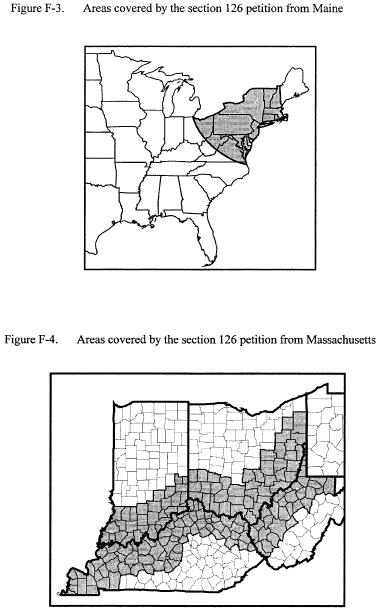 Figure F-3. Areas covered by the section 126 petition from Maine
Figure F-4. Areas covered by the section 126 petition from Massachusetts